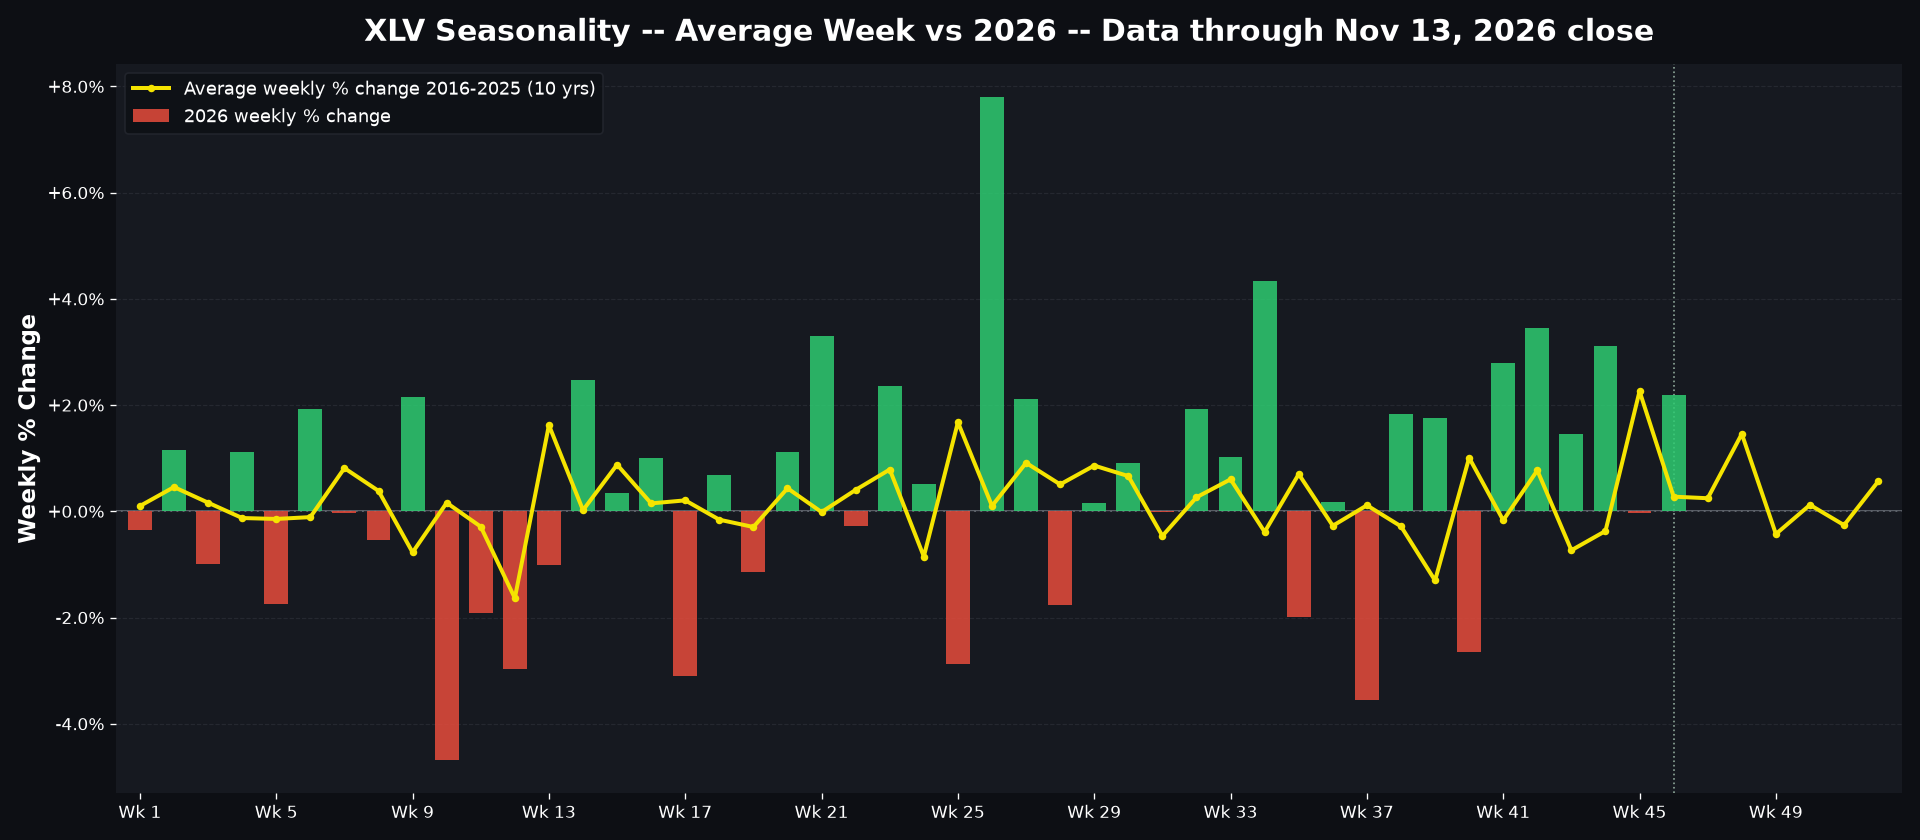 XLV Seasonality -- Average Week vs 2026 -- Data through Nov 13, 2026 close
Average weekly % change 2016-2025 (10 yrs)
2026 weekly % change
Weekly % Change
+8.0%
+6.0%
+4.0%
+2.0%
+0.0%
-2.0%
-4.0%
Wk 1 Wk 5 Wk 9 Wk 13 Wk 17 Wk 21 Wk 25 Wk 29 Wk 33 Wk 37 Wk 41 Wk 45 Wk 49